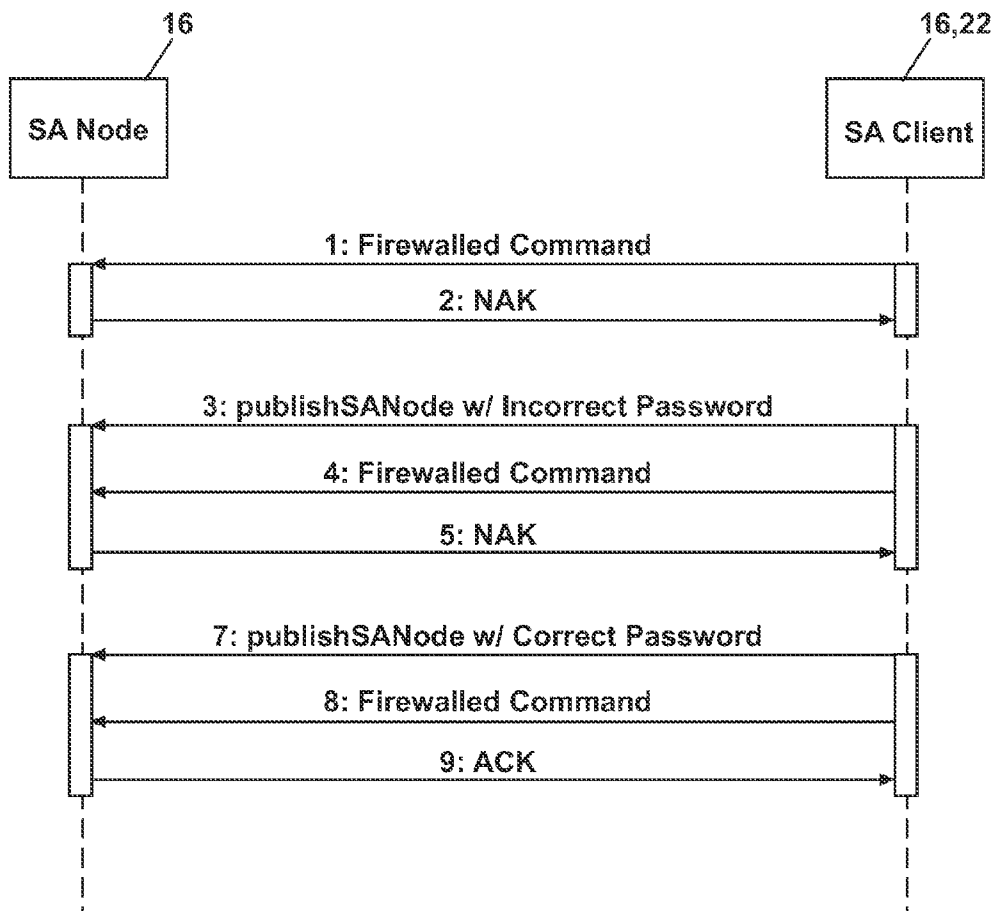 16
16,22
SA Node
SA Client
1: Firewalled Command
2: NAK
3: publishSANode w/ Incorrect Password
4: Firewalled Command
5: NAK
7: publishSANode w/ Correct Password
8: Firewalled Command
9: ACK